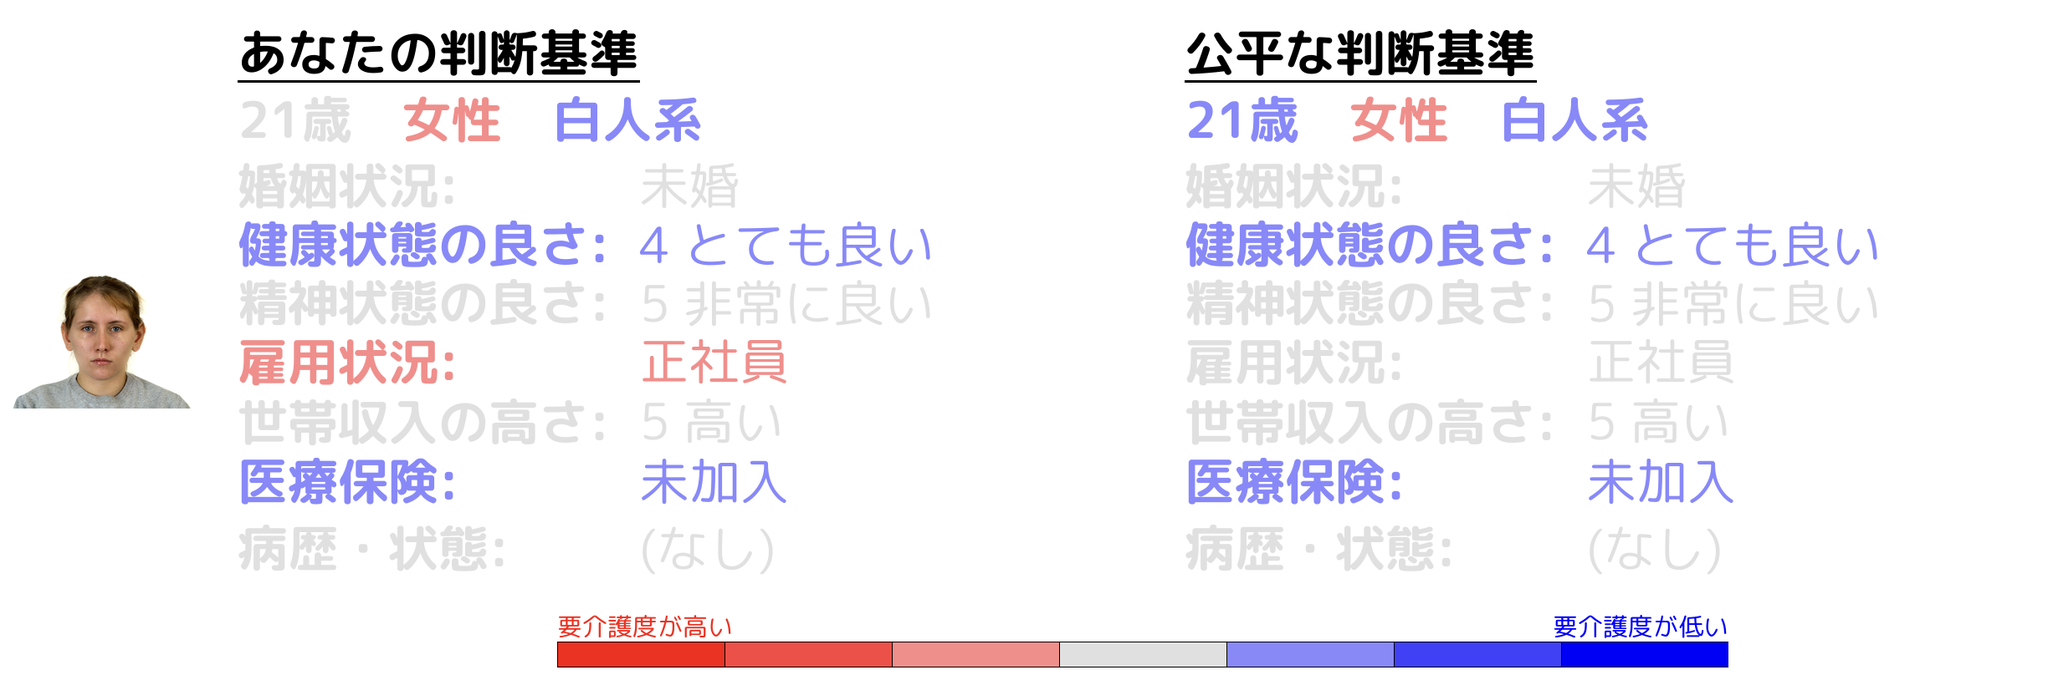 あなたの判断基準
21歳 女性 白人系
婚姻状況: 未婚
健康状態の良さ: 4 とても良い
精神状態の良さ: 5 非常に良い
雇用状況: 正社員
世帯収入の高さ: 5 高い
医療保険: 未加入
病歴・状態: (なし)
公平な判断基準
21歳 女性 白人系
婚姻状況: 未婚
健康状態の良さ: 4 とても良い
精神状態の良さ: 5 非常に良い
雇用状況: 正社員
世帯収入の高さ: 5 高い
医療保険: 未加入
病歴・状態: (なし)
要介護度が高い
要介護度が低い